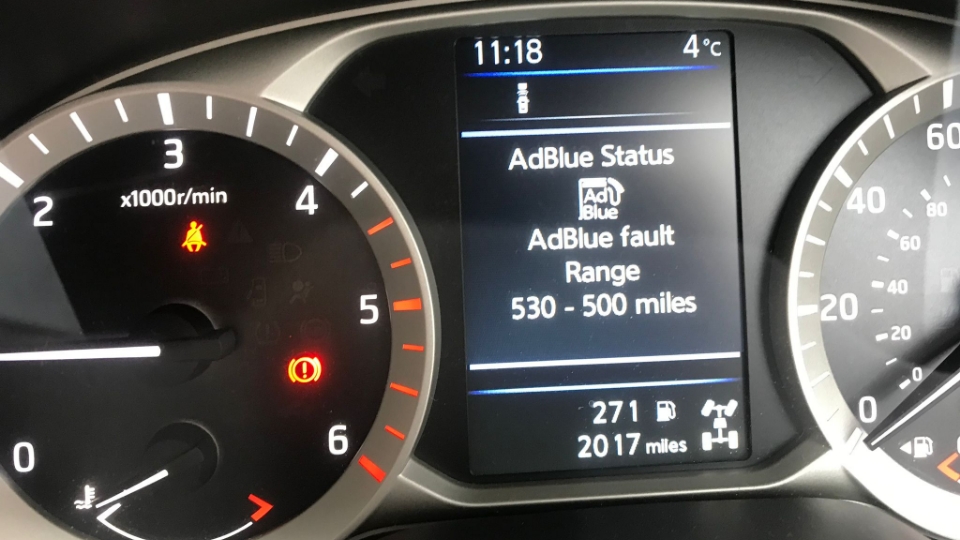 11:18 4°C
AdBlue Status
Ad
Blue
AdBlue fault
Range
530 - 500 miles
271
2017 miles
x1000r/min
0
2
3
4
5
6
0
20
40
60
0
20
40
60
80